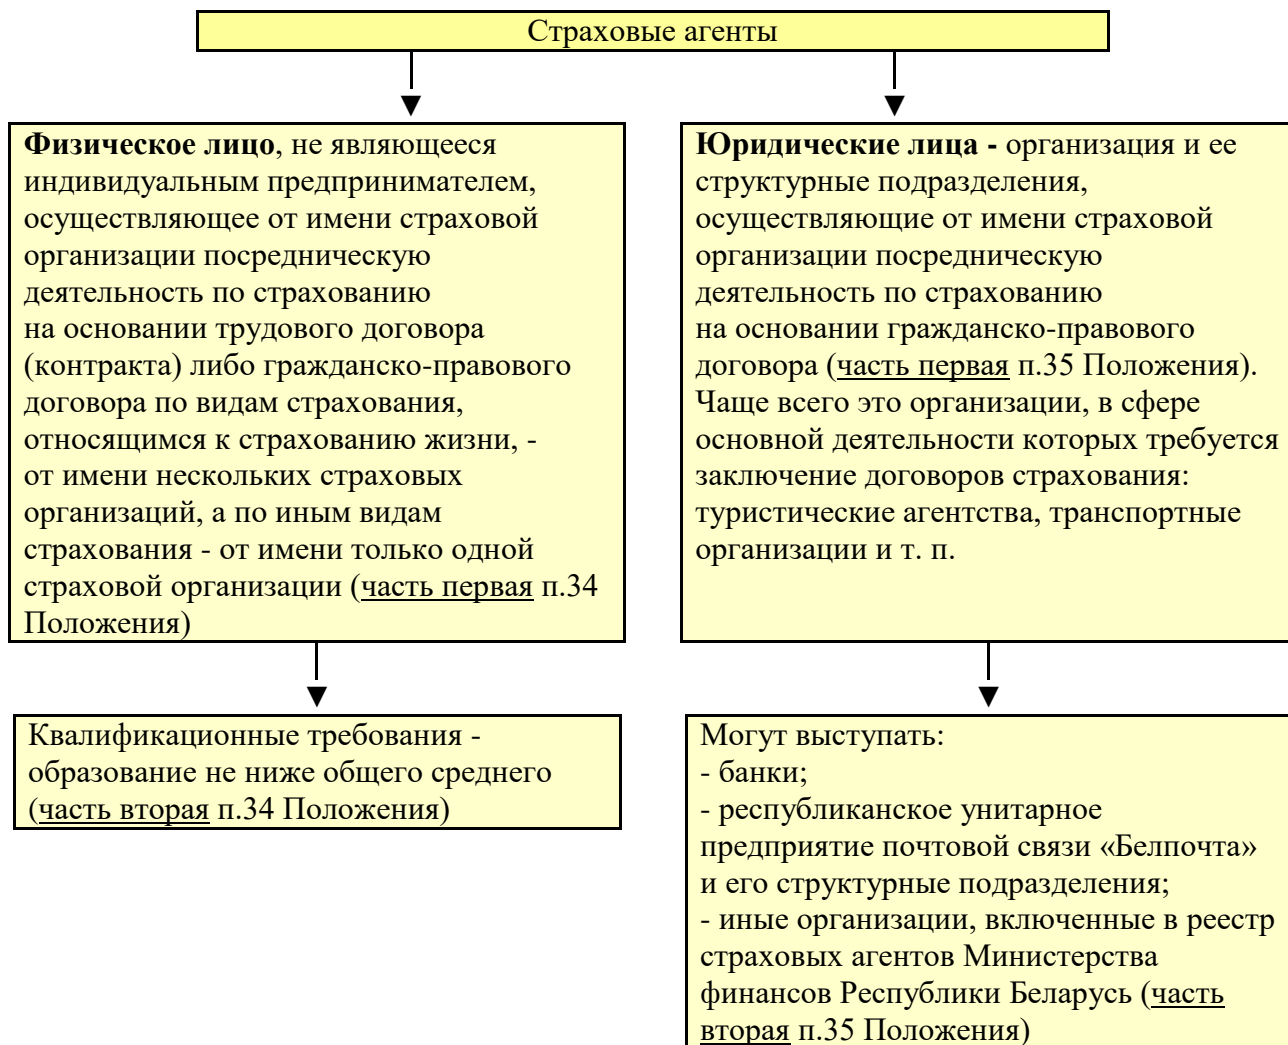 Страховые агенты
Физическое лицо, не являющееся
индивидуальным предпринимателем,
осуществляющее от имени страховой
организации посредническую
деятельность по страхованию
на основании трудового договора
(контракта) либо гражданско-правового
договора по видам страхования,
относящимся к страхованию жизни, -
от имени нескольких страховых
организаций, а по иным видам
страхования - от имени только одной
страховой организации (часть первая п.34
Положения)
Юридические лица - организация и ее
структурные подразделения,
осуществляющие от имени страховой
организации посредническую
деятельность по страхованию
на основании гражданско-правового
договора (часть первая п.35 Положения).
Чаще всего это организации, в сфере
основной деятельности которых требуется
заключение договоров страхования:
туристические агентства, транспортные
организации и т. п.
Квалификационные требования -
образование не ниже общего среднего
(часть вторая п.34 Положения)
Могут выступать:
- банки;
- республиканское унитарное
предприятие почтовой связи «Белпочта»
и его структурные подразделения;
- иные организации, включенные в реестр
страховых агентов Министерства
финансов Республики Беларусь (часть
вторая п.35 Положения)